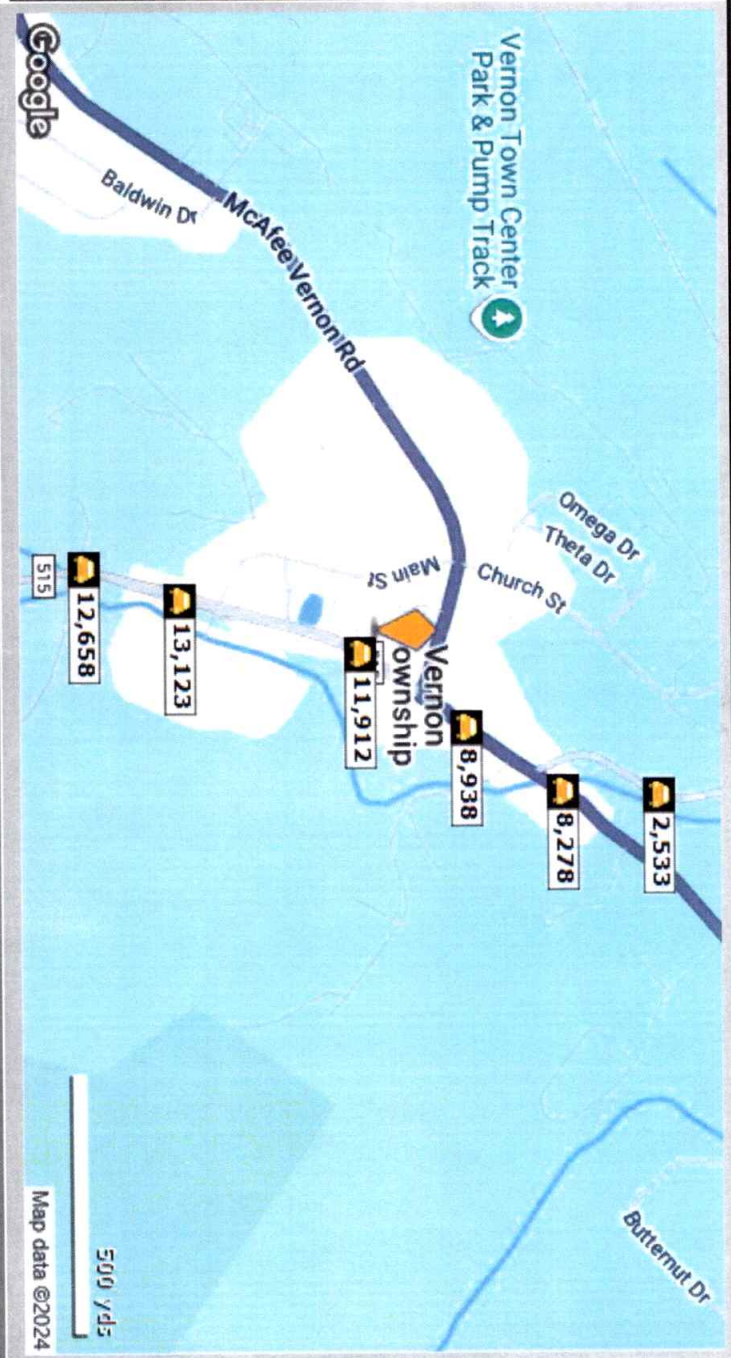 Butternut Dr
2,533
Omega Dr
Theta Dr
8,278
Church St
Vernon Town Center
Park & Pump Track
8,938
Vernon
ownship
Main St
11,912
McAfee Vernon Rd
13,123
Baldwin Dr
500 yds
12,658
515
Google
Map data ©2024